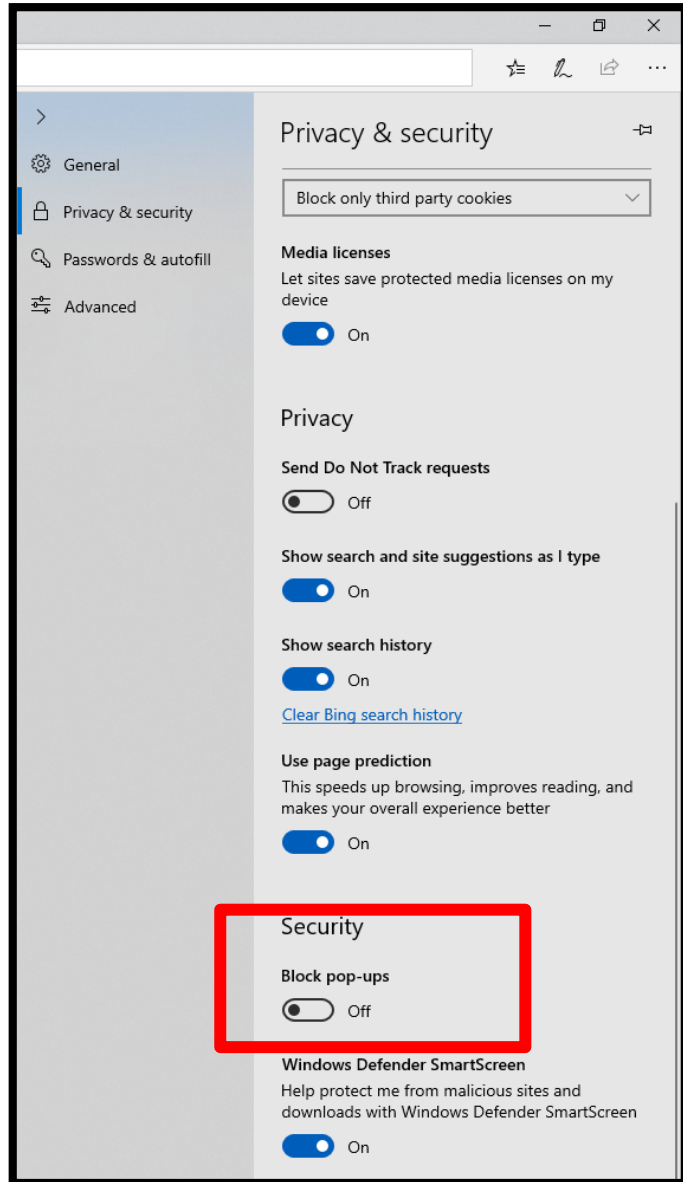 General
Privacy & security
Passwords & autofill
Advanced
Privacy & security
Block only third party cookies
Media licenses
Let sites save protected media licenses on my
device
On
Privacy
Send Do Not Track requests
Off
Show search and site suggestions as I type
On
Show search history
On
Clear Bing search history
Use page prediction
This speeds up browsing, improves reading, and
makes your overall experience better
On
Security
Block pop-ups
Off
Windows Defender SmartScreen
Help protect me from malicious sites and
downloads with Windows Defender SmartScreen
On